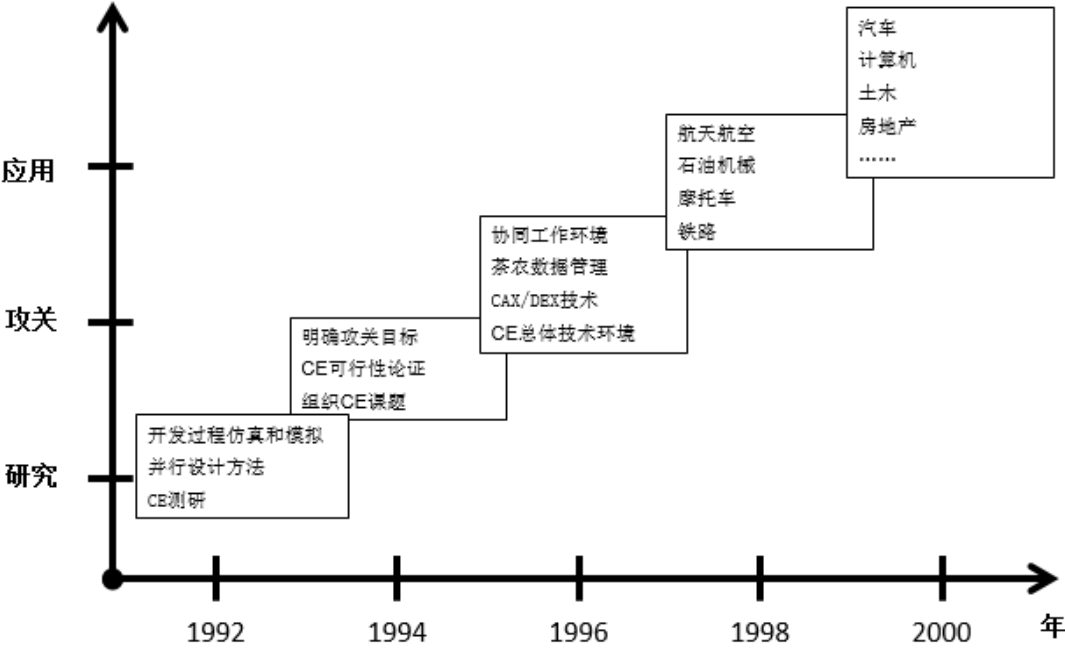 汽车
计算机
土木
房地产
……
航天航空
石油机械
摩托车
铁路
应用
协同工作环境
茶农数据管理
CAX/DEX技术
CE总体技术环境
攻关
明确攻关目标
CE可行性论证
组织CE课题
开发过程仿真和模拟
并行设计方法
CE测研
研究
1992
1994
1996
1998
2000
年